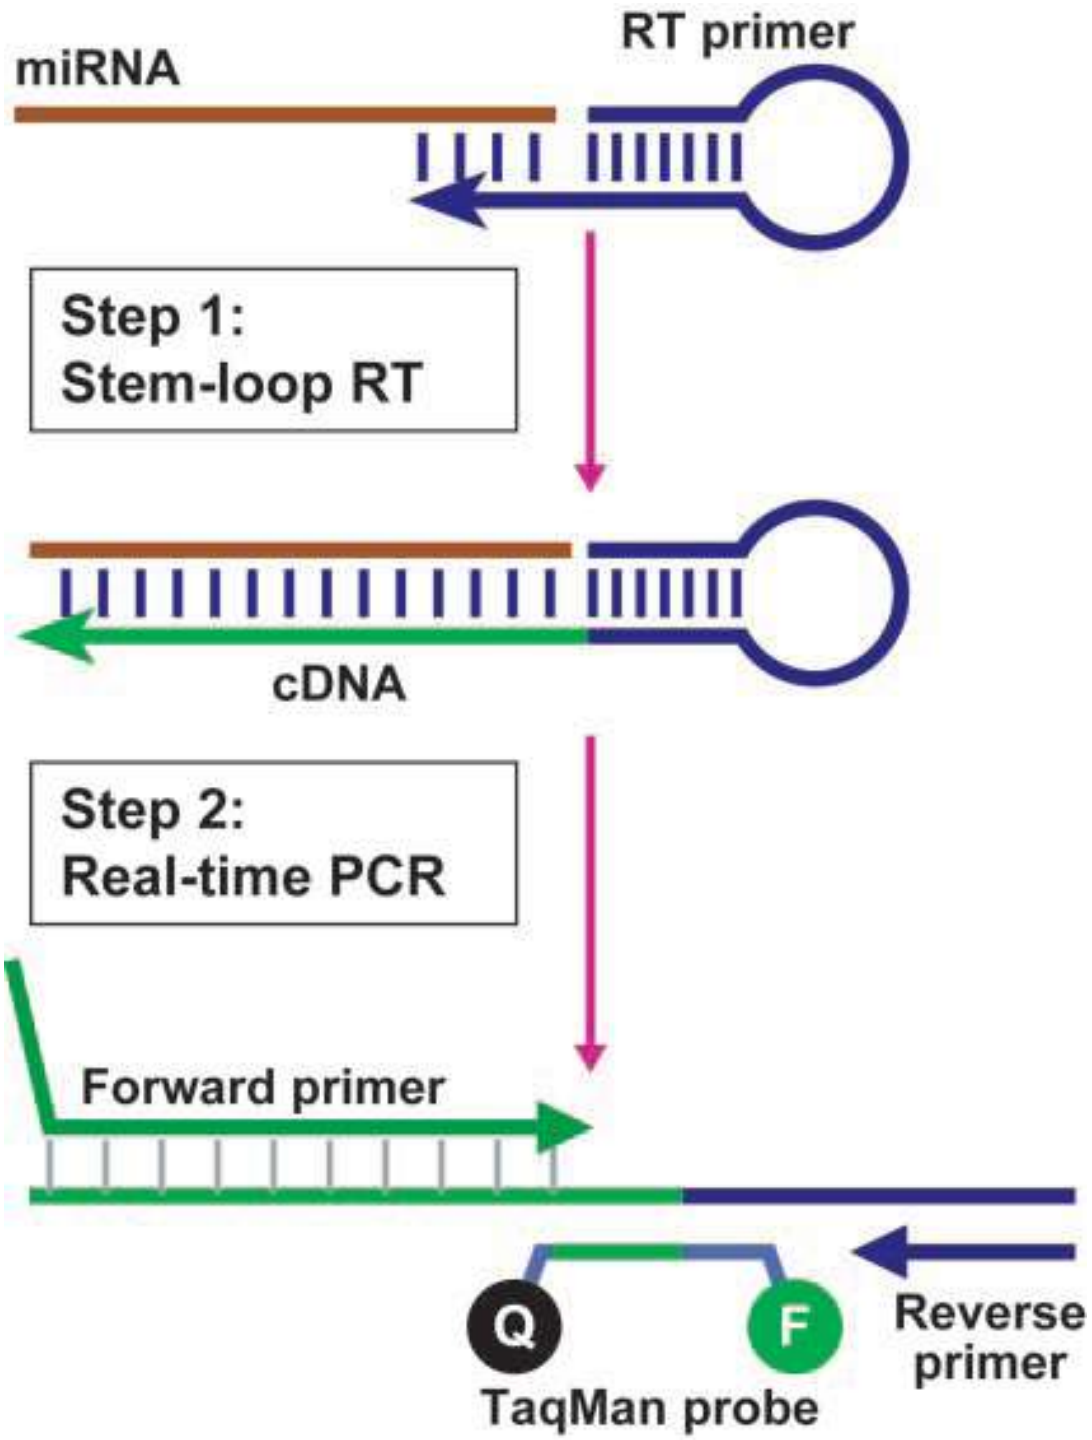 RT primer
miRNA
Step 1:
Stem-loop RT
cDNA
Step 2:
Real-time PCR
Forward primer
Q
F
Reverse
primer
TaqMan probe